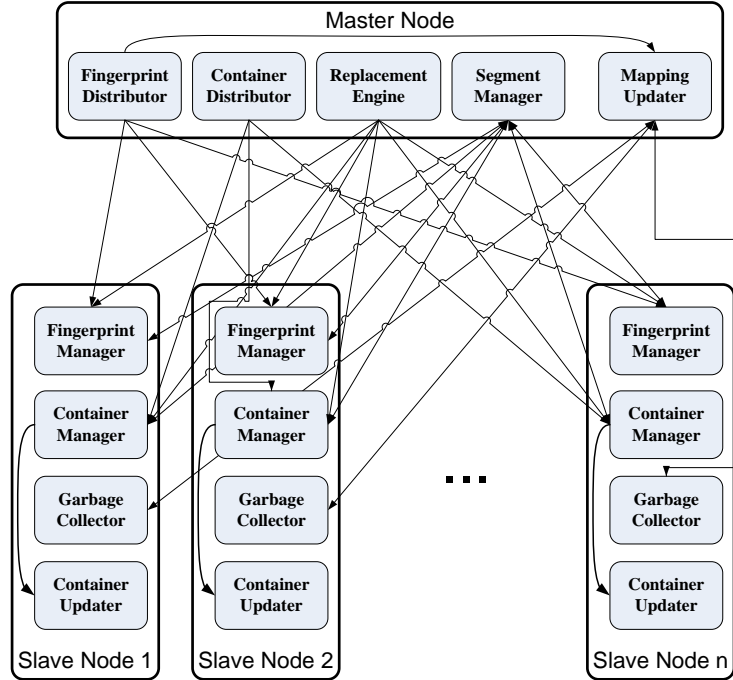 Master Node
Fingerprint
Distributor
Container
Distributor
Replacement
Engine
Segment
Manager
Mapping
Updater
Fingerprint
Manager
Container
Manager
Garbage
Collector
Container
Updater
Slave Node 1
Fingerprint
Manager
Container
Manager
Garbage
Collector
Container
Updater
Slave Node 2
...
Fingerprint
Manager
Container
Manager
Garbage
Collector
Container
Updater
Slave Node n